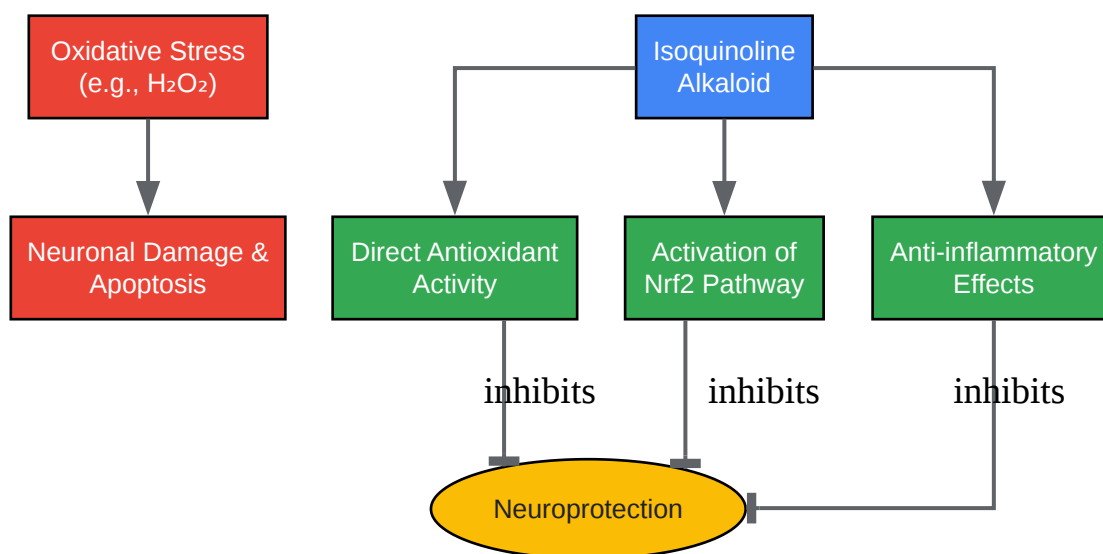 Oxidative Stress
(e.g., H₂O₂)
Isoquinoline
Alkaloid
Neuronal Damage &
Apoptosis
Direct Antioxidant
Activity
Activation of
Nrf2 Pathway
Anti-inflammatory
Effects
inhibits
inhibits
inhibits
Neuroprotection